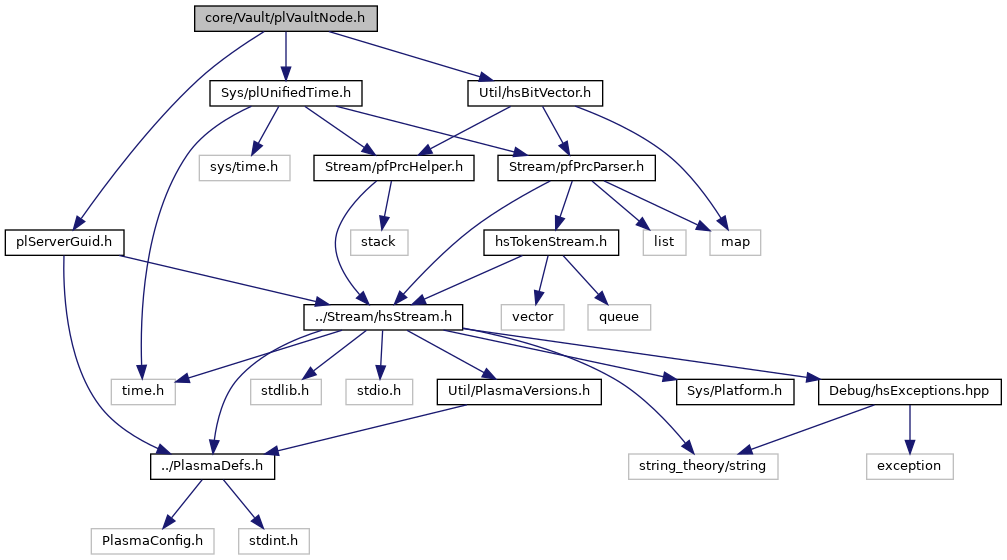 core/Vault/plVaultNode.h
Sys/plUnifiedTime.h
Util/hsBitVector.h
sys/time.h
Stream/pfPrcHelper.h
Stream/pfPrcParser.h
plServerGuid.h
stack
hsTokenStream.h
list
map
../Stream/hsStream.h
vector
queue
time.h
stdlib.h
stdio.h
Util/PlasmaVersions.h
Sys/Platform.h
Debug/hsExceptions.hpp
../PlasmaDefs.h
string_theory/string
exception
PlasmaConfig.h
stdint.h